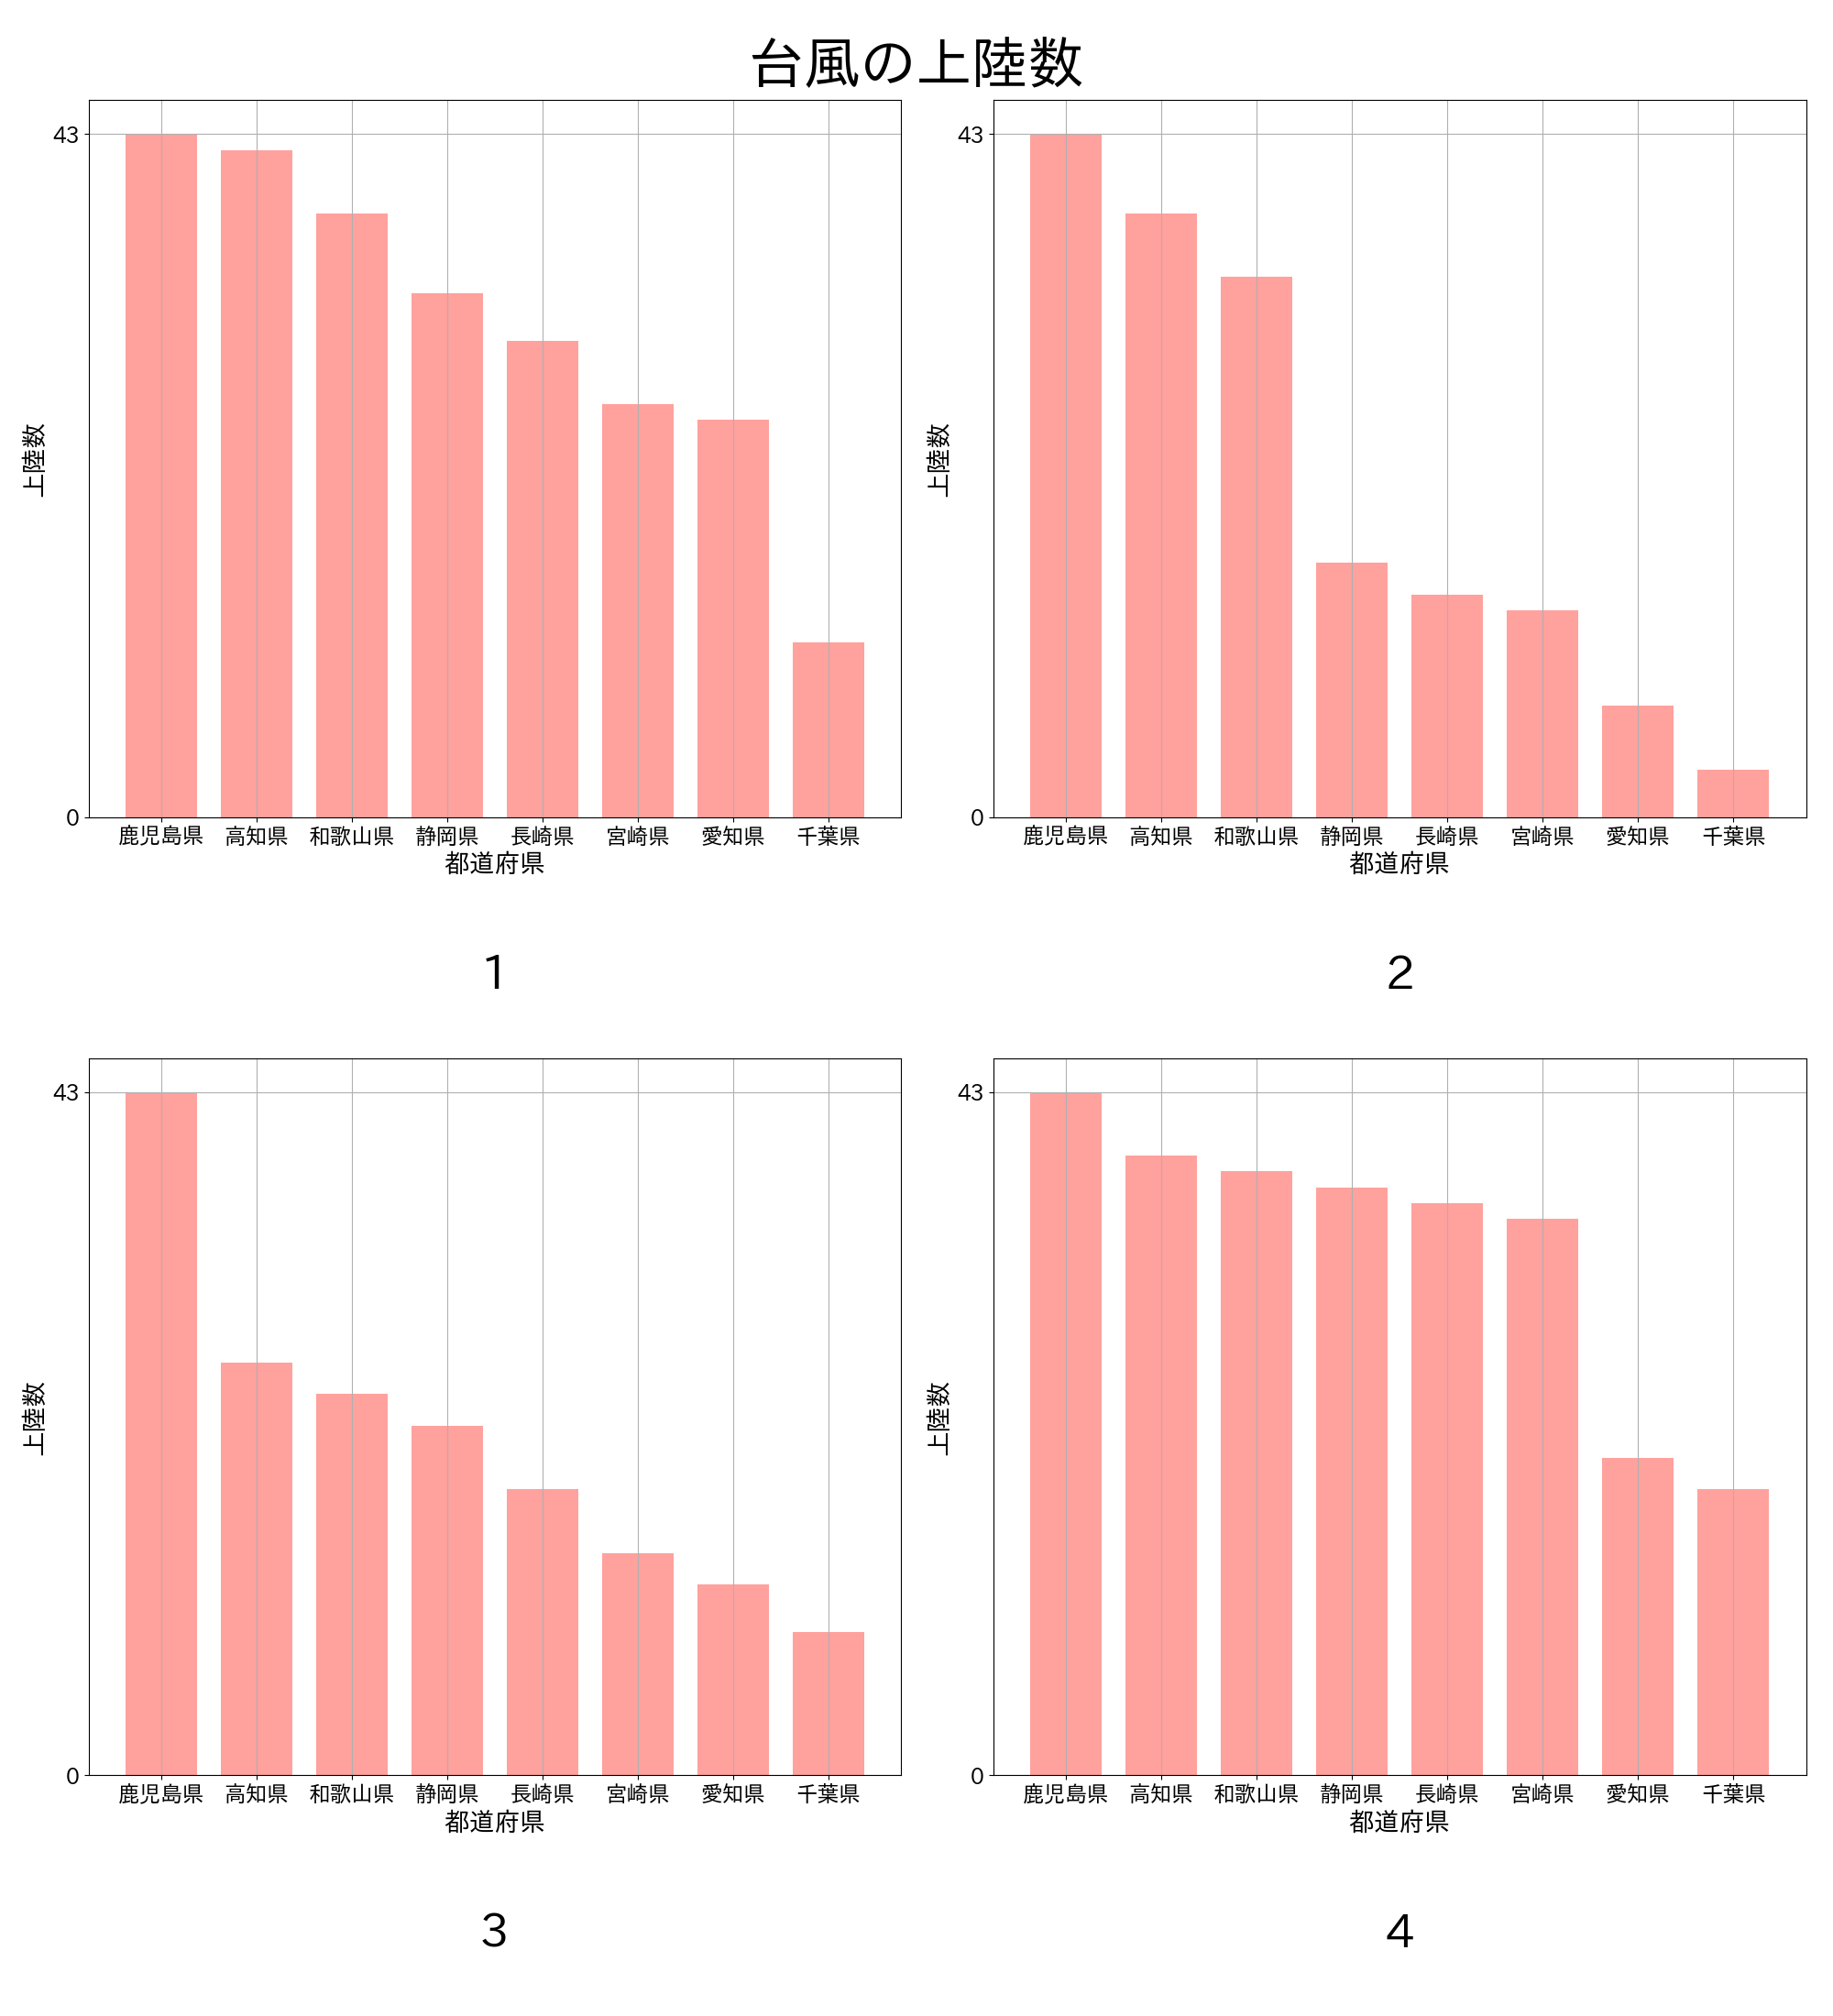 台風の上陸数
43
0
上陸数
鹿児島県 高知県 和歌山県 静岡県 長崎県 宮崎県 愛知県 千葉県
都道府県
1
43
0
上陸数
鹿児島県 高知県 和歌山県 静岡県 長崎県 宮崎県 愛知県 千葉県
都道府県
2
43
0
上陸数
鹿児島県 高知県 和歌山県 静岡県 長崎県 宮崎県 愛知県 千葉県
都道府県
3
43
0
上陸数
鹿児島県 高知県 和歌山県 静岡県 長崎県 宮崎県 愛知県 千葉県
都道府県
4